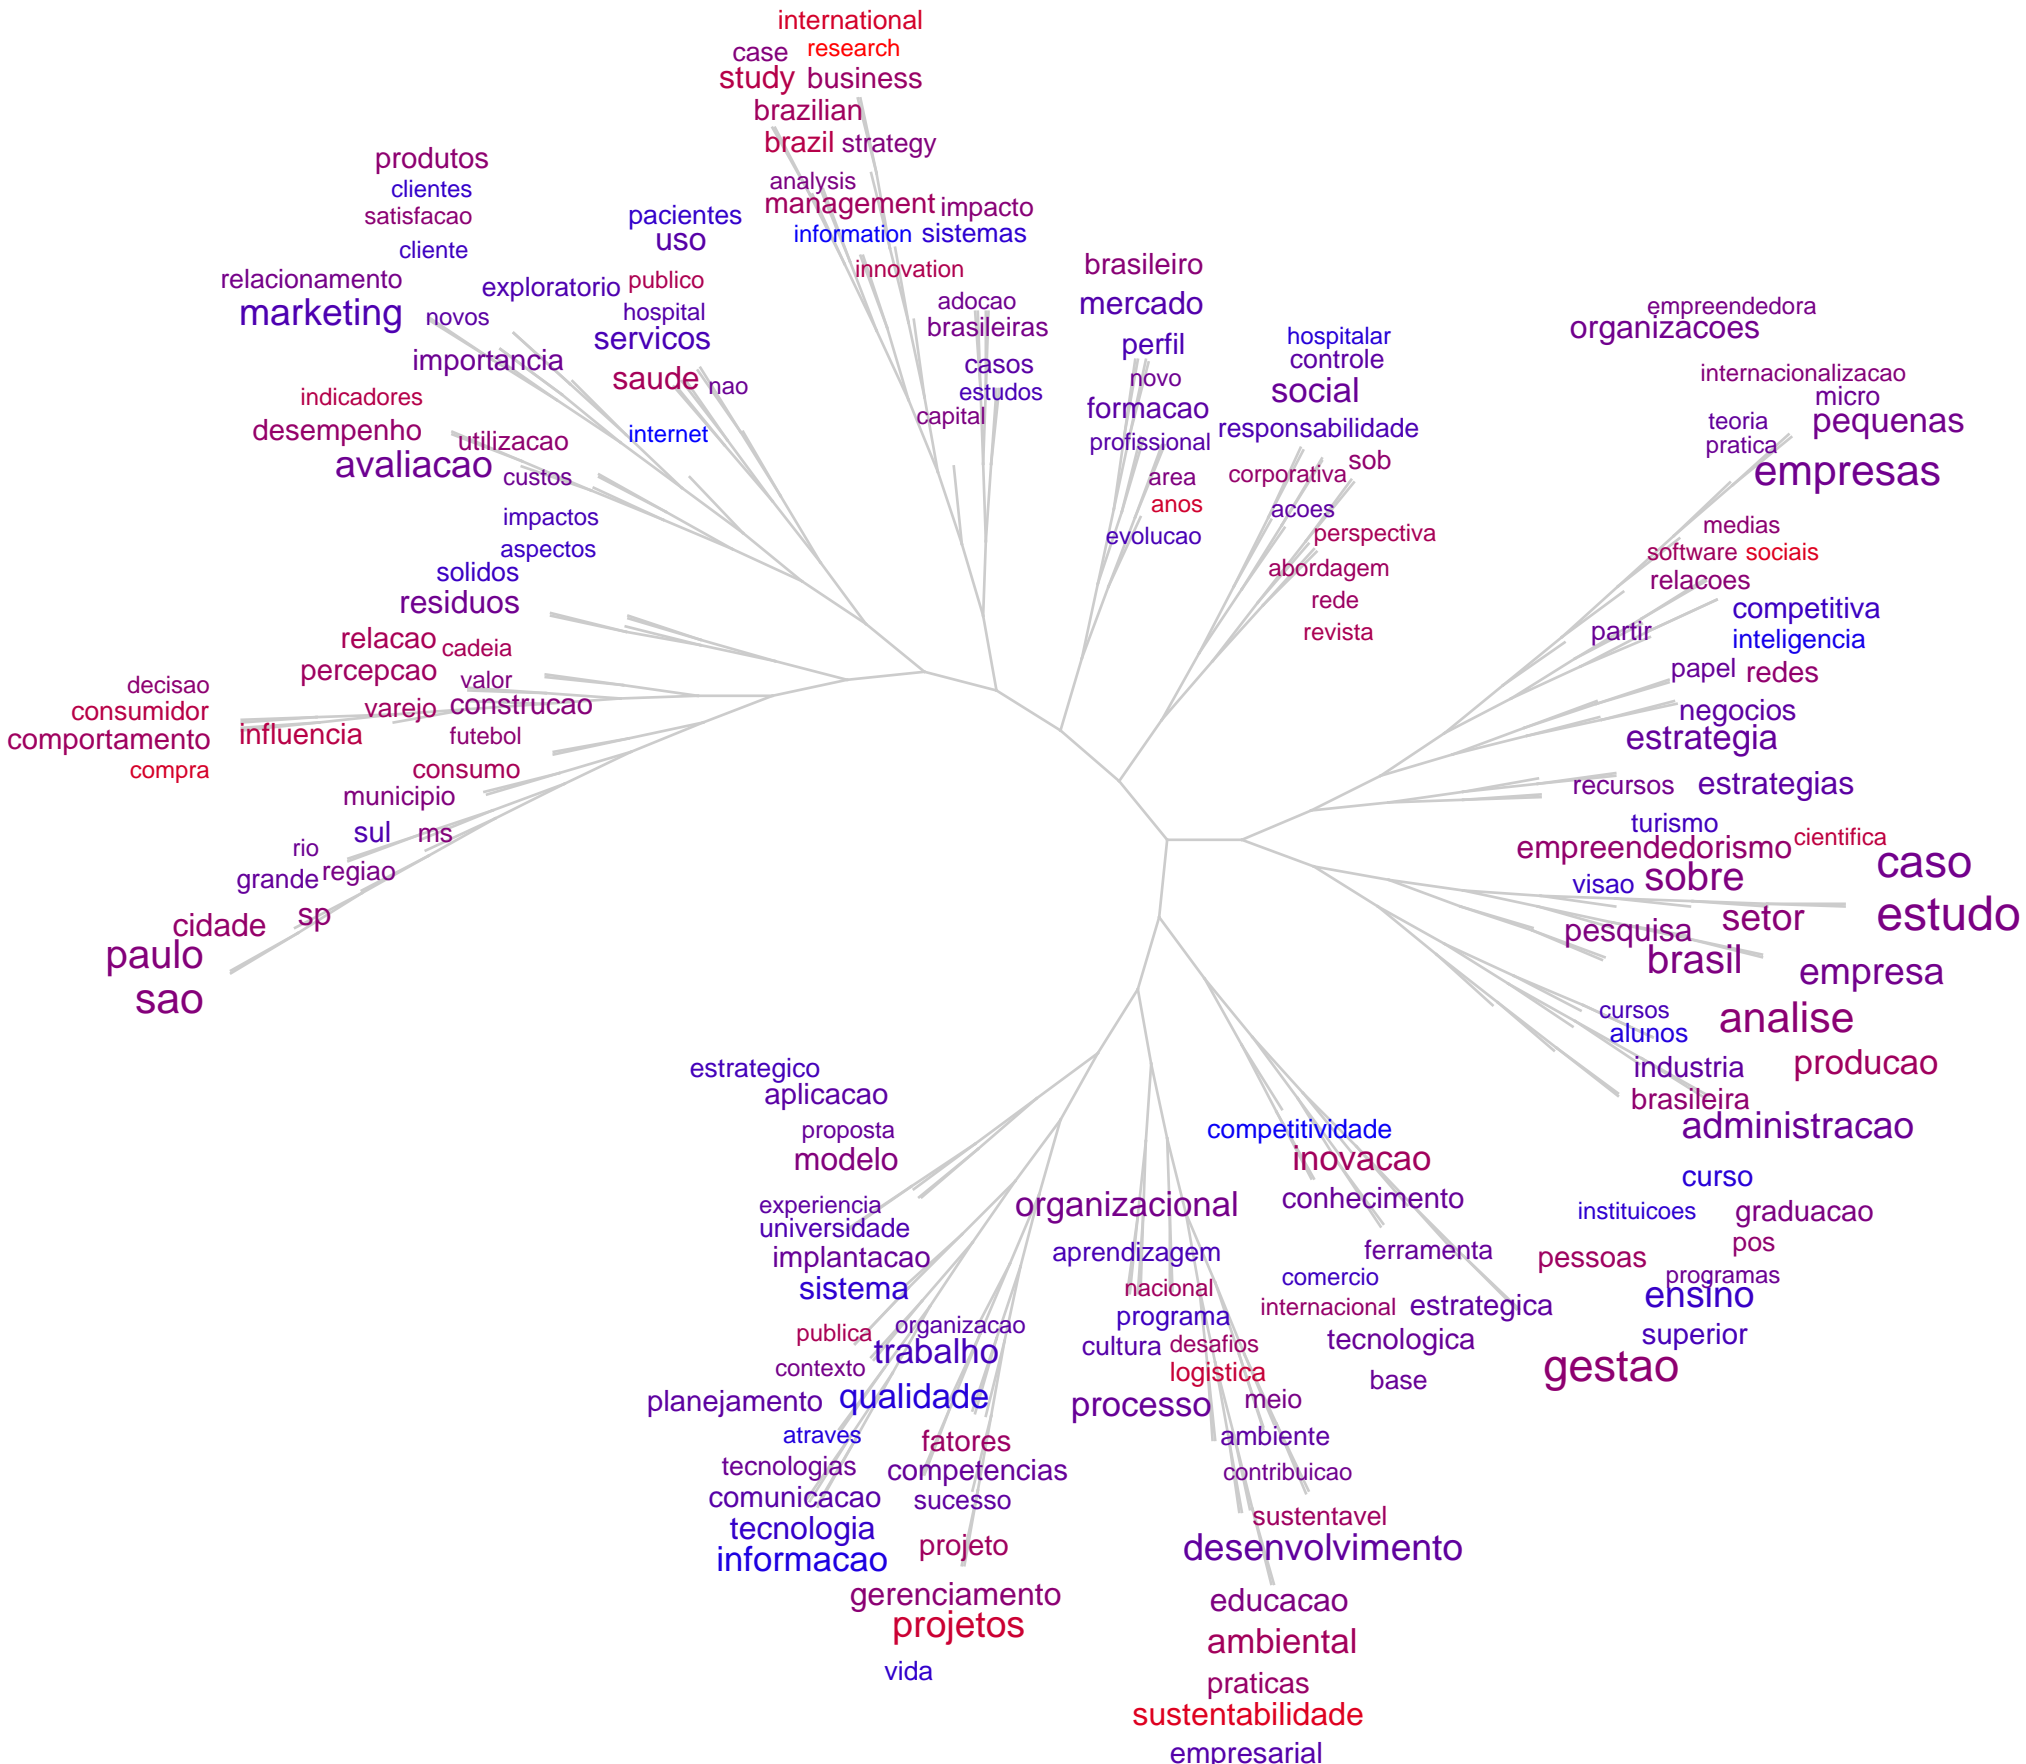 international
case research
study business
brazilian
brazil strategy
analysis
management impacto
information sistemas
innovation
adocao
brasileiras
casos
estudos
capital
produtos
clientes
satisfacao
cliente
relacionamento
marketing novos
exploratorio
importancia
pacientes
uso
publico
hospital
servicos
saude nao
internet
indicadores
desempenho utilizacao
avaliacao custos
impactos
aspectos
solidos
residuos
relacao cadeia
percepcao valor
varejo construcao
influencia futebol
decisao
consumidor
comportamento
compra
consumo
municipio
sul ms
rio
grande regiao
cidade sp
paulo
sao
brasileiro
mercado
perfil
novo
formacao
profissional
area
anos
evolucao
hospitalar
controle
social
responsabilidade
corporativa sob
acoes
perspectiva
abordagem
rede
revista
empreendedora
organizacoes
internacionalizacao
micro
teoria pequenas
pratica
empresas
medias
software sociais
relacoes
competitiva
partir inteligencia
papel redes
negocios
estrategia
recursos estrategias
turismo
empreendedorismo cientifica
visao sobre caso
setor estudo
pesquisa
brasil empresa
cursos analise
alunos
industria producao
brasileira
administracao
curso
instituicoes graduacao
pessoas pos
programas
ensino
superior
gestao
competitividade
inovacao
conhecimento
ferramenta
comercio
internacional estrategica
tecnologica
base
organizacional
aprendizagem
nacional
programa
cultura desafios
logistica
processo meio
ambiente
contribuicao
sustentavel
desenvolvimento
educacao
ambiental
praticas
sustentabilidade
empresarial
estrategico
aplicacao
proposta
modelo
experiencia
universidade
implantacao
sistema
publica organizacao
contexto trabalho
planejamento qualidade
atraves
tecnologias fatores
comunicacao competencias
tecnologia sucesso
informacao projeto
gerenciamento
projetos
vida